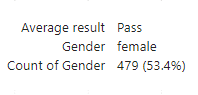 Average result Pass
Gender female
Count of Gender 479 (53.4%)